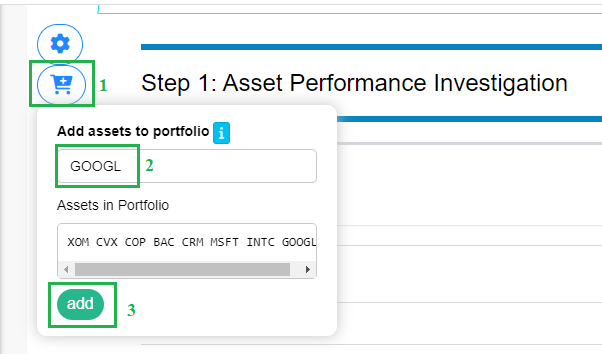 1
Step 1: Asset Performance Investigation
Add assets to portfolio i
GOOGL 2
Assets in Portfolio
XOM CVX COP BAC CRM MSFT INTC GOOGL
add 3